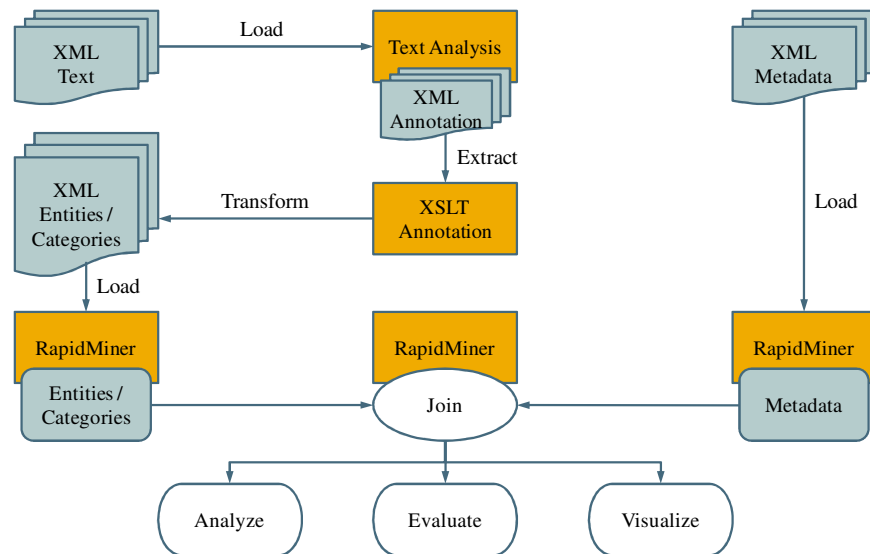 XML
Text
Load
Text Analysis
XML
Metadata
XML
Annotation
Extract
XML
Entities /
Categories
Transform
XSLT
Annotation
Load
Load
RapidMiner
RapidMiner
RapidMiner
Entities /
Categories
Join
Metadata
Analyze
Evaluate
Visualize